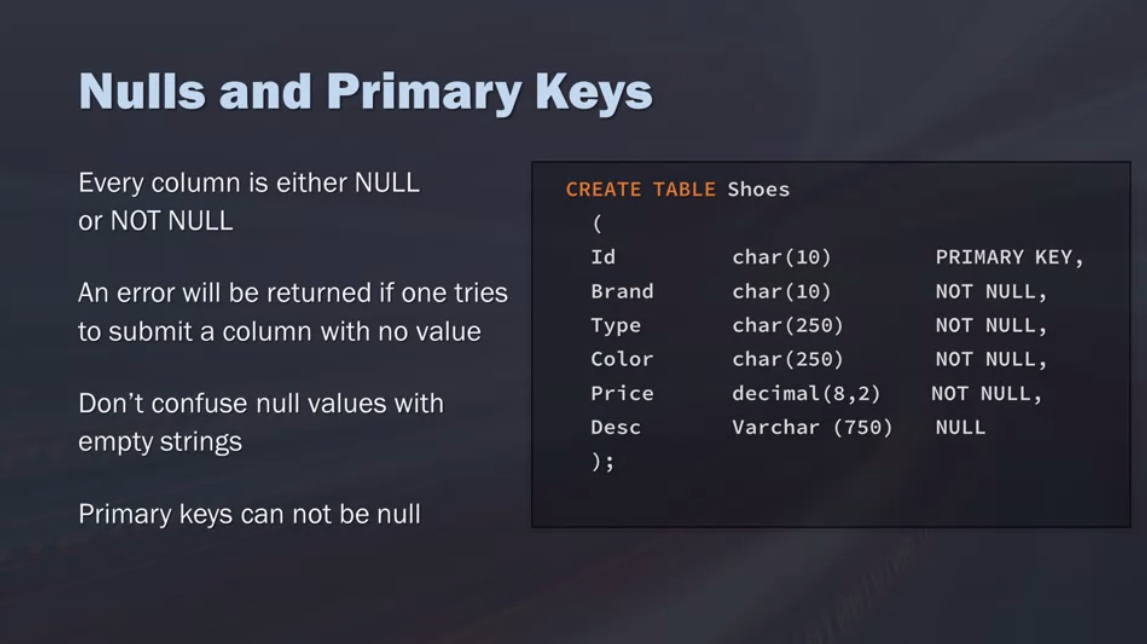 Nulls and Primary Keys
Every column is either NULL
or NOT NULL
An error will be returned if one tries
to submit a column with no value
Don’t confuse null values with
empty strings
Primary keys can not be null
CREATE TABLE Shoes
(
Id char(10) PRIMARY KEY,
Brand char(10) NOT NULL,
Type char(250) NOT NULL,
Color char(250) NOT NULL,
Price decimal(8,2) NOT NULL,
Desc Varchar (750) NULL
);